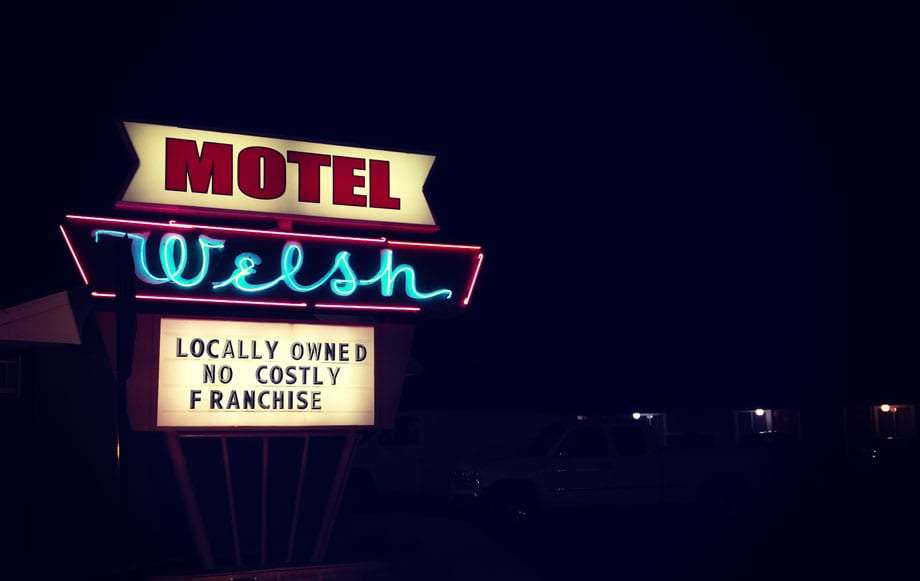 MOTEL
Welsh
LOCALLY OWNED
NO COSTLY
FRANCHISE